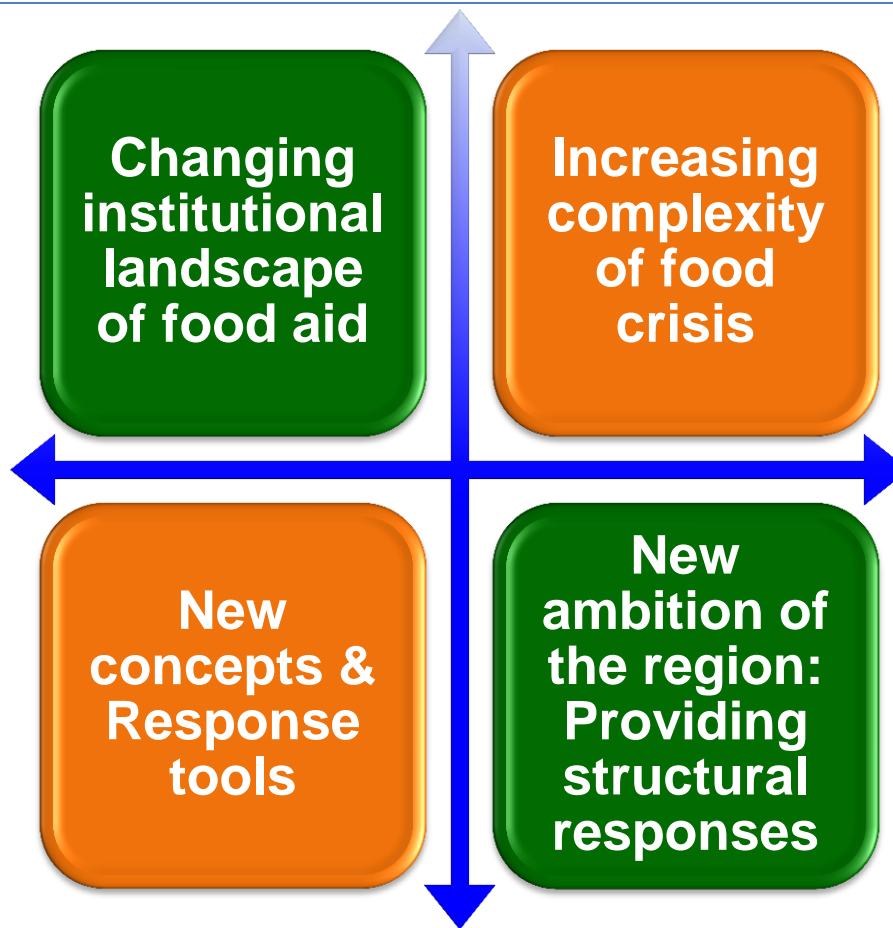 Changing
institutional
landscape
of food aid
Increasing
complexity
of food
crisis
New
concepts &
Response
tools
New
ambition of
the region:
Providing
structural
responses